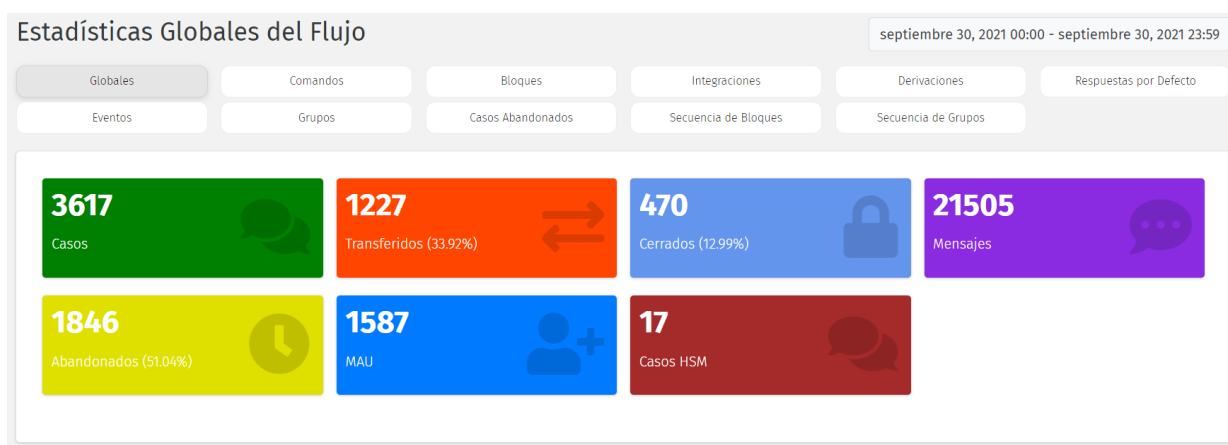 Estadísticas Globales del Flujo
septiembre 30, 2021 00:00 - septiembre 30, 2021 23:59
Globales
Comandos
Bloques
Integraciones
Derivaciones
Respuestas por Defecto
Eventos
Grupos
Casos Abandonados
Secuencia de Bloques
Secuencia de Grupos
3617
Casos
1227
Transferidos (33.92%)
470
Cerrados (12.99%)
21505
Mensajes
1846
Abandonados (51.04%)
1587
MAU
17
Casos HSM